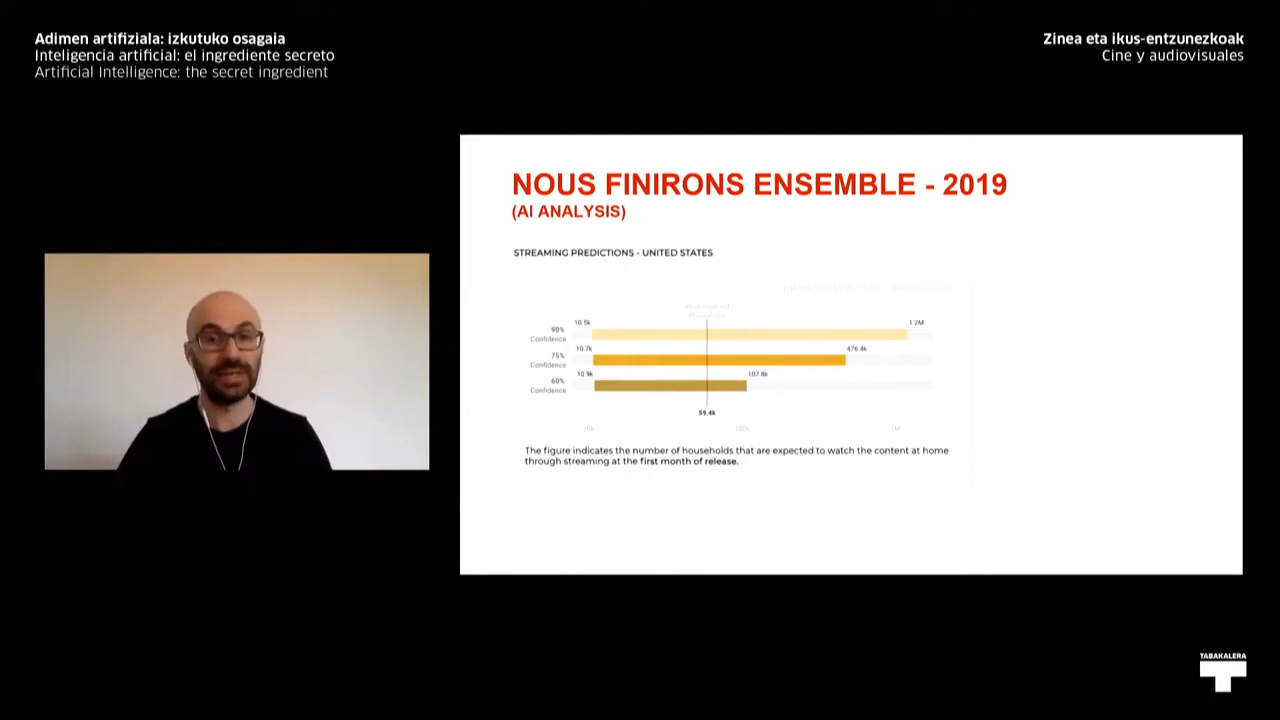 Adimen artifiziala: izkutuko osagaia
Inteligencia artificial: el ingrediente secreto
Artificial Intelligence: the secret ingredient
Zinea eta ikus-entzunezkoak
Cine y audiovisuales
NOUS FINIRONS ENSEMBLE - 2019
(AI ANALYSIS)
STREAMING PREDICTIONS - UNITED STATES
90%
Confidence
10.5k
1.2M
75%
Confidence
10.7k
476.4k
60%
Confidence
10.9k
107.8k
59.4k
10k
100k
1M
The figure indicates the number of households that are expected to watch the content at home
through streaming at the first month of release.
TABAKALERA